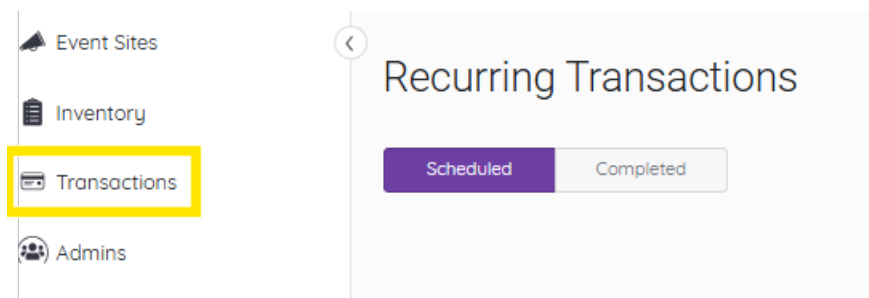 Event Sites
Inventory
Transactions
Admins
Recurring Transactions
Scheduled
Completed